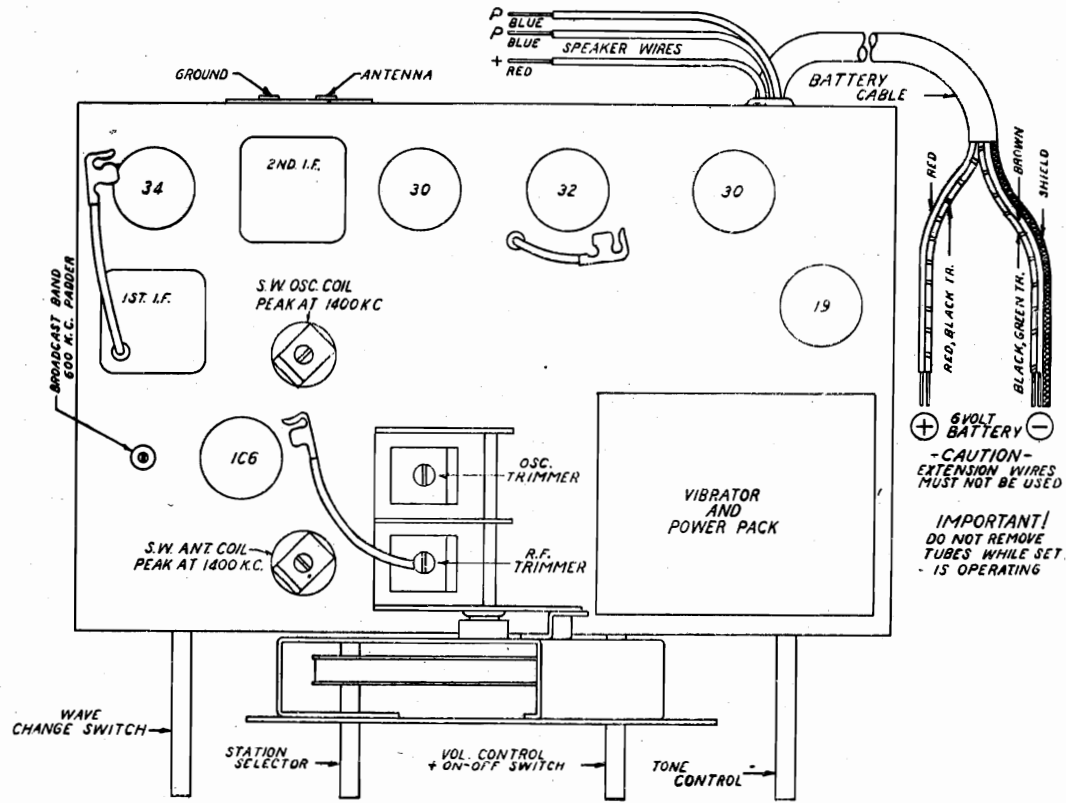 P
BLUE
P
BLUE
SPEAKER WIRES
+
RED
GROUND
ANTENNA
BATTERY
CABLE
34
2ND. I.F.
30
32
30
RED
BROWN
SHIELD
1ST. I.F.
S.W. OSC. COIL
PEAK AT 1400 KC
19
RED, BLACK TR.
BLACK, GREEN TR.
BROADCAST BAND
600 K.C. PADDER
+
6 VOLT
BATTERY
-
-CAUTION-
EXTENSION WIRES
MUST NOT BE USED
1C6
OSC.
TRIMMER
VIBRATOR
AND
POWER PACK
IMPORTANT!
DO NOT REMOVE
TUBES WHILE SET
IS OPERATING
S.W. ANT. COIL
PEAK AT 1400 K.C.
R.F.
TRIMMER
WAVE
CHANGE SWITCH
STATION
SELECTOR
VOL. CONTROL
+ ON-OFF SWITCH
TONE
CONTROL